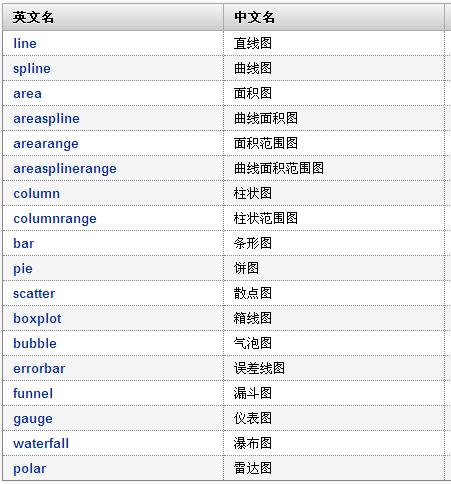 英文名 中文名
line 直线图
spline 曲线图
area 面积图
areaspline 曲线面积图
arearange 面积范围图
areasplinerange 曲线面积范围图
column 柱状图
columnrange 柱状范围图
bar 条形图
pie 饼图
scatter 散点图
boxplot 箱线图
bubble 气泡图
errorbar 误差线图
funnel 漏斗图
gauge 仪表图
waterfall 瀑布图
polar 雷达图